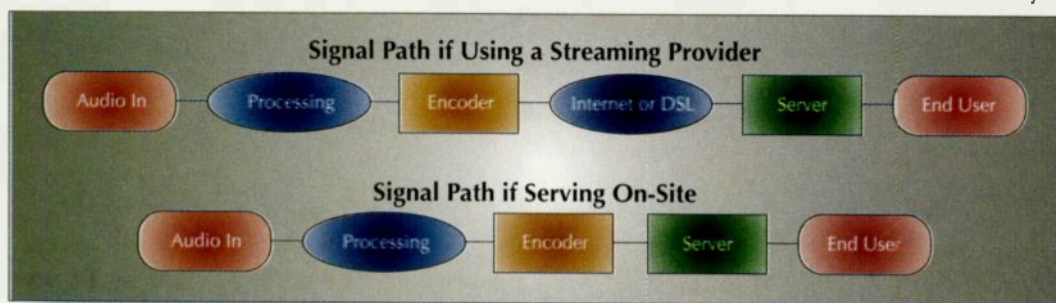 Signal Path if Using a Streaming Provider
Audio In Processing Encoder Internet or DSL Server End User
Signal Path if Serving On-Site
Audio In Processing Encoder Server End User